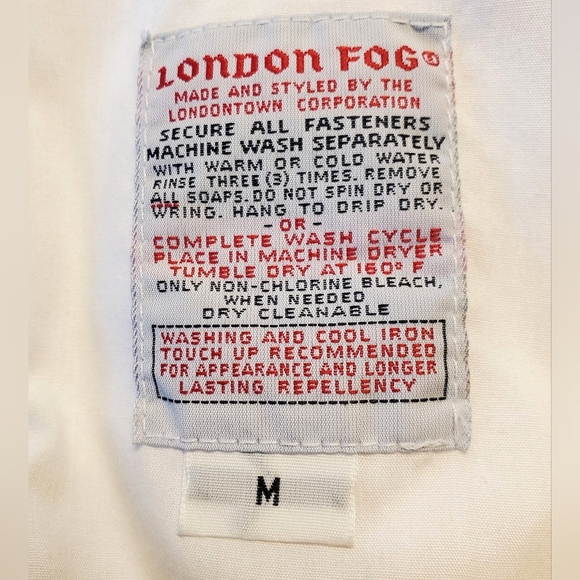 LONDON FOG®
MADE AND STYLED BY THE
LONDONTOWN CORPORATION
SECURE ALL FASTENERS
MACHINE WASH SEPARATELY
WITH WARM OR COLD WATER
RINSE THREE (3) TIMES. REMOVE
ALL SOAPS. DO NOT SPIN DRY OR
WRING. HANG TO DRIP DRY.
-OR-
COMPLETE WASH CYCLE
PLACE IN MACHINE DRYER
TUMBLE DRY AT 160° F
ONLY NON-CHLORINE BLEACH,
WHEN NEEDED
DRY CLEANABLE
WASHING AND COOL IRON
TOUCH UP RECOMMENDED
FOR APPEARANCE AND LONGER
LASTING REPELLENCY
M